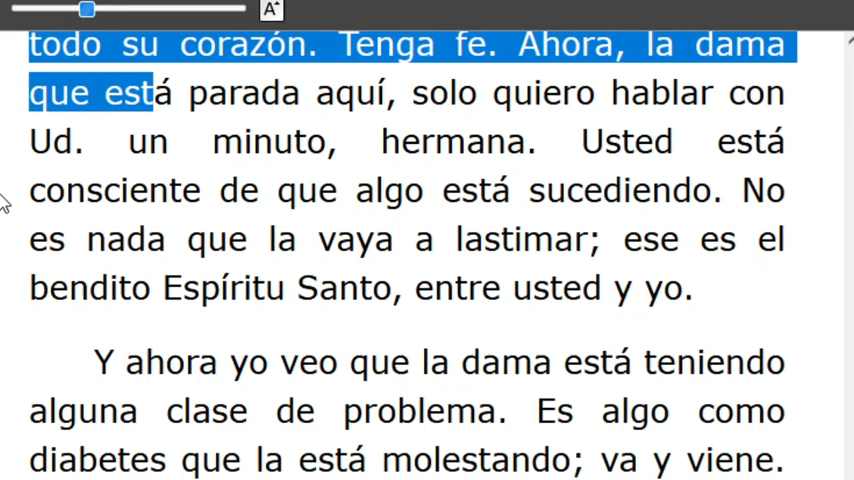 A
todo su corazón. Tenga fe. Ahora, la dama
que está parada aquí, solo quiero hablar con
Ud. un minuto, hermana. Usted está
consciente de que algo está sucediendo. No
es nada que la vaya a lastimar; ese es el
bendito Espíritu Santo, entre usted y yo.
Y ahora yo veo que la dama está teniendo
alguna clase de problema. Es algo como
diabetes que la está molestando; va y viene.